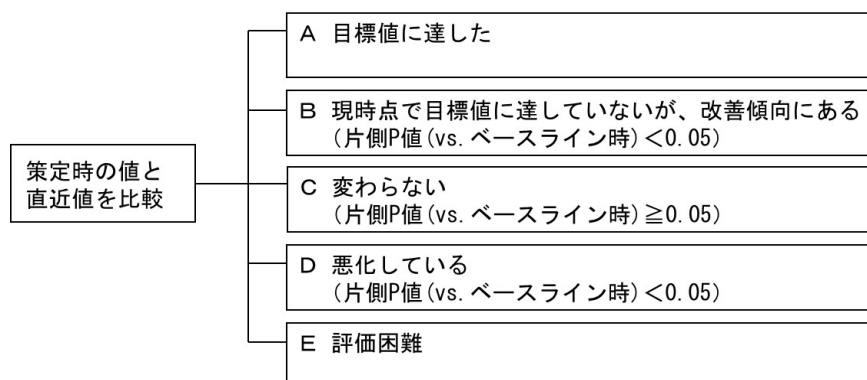 策定時の値と
直近値を比較
A 目標値に達した
B 現時点で目標値に達していないが、改善傾向にある
(片側P値(vs.ベースライン時)<0.05)
C 変わらない
(片側P値(vs.ベースライン時)≧0.05)
D 悪化している
(片側P値(vs.ベースライン時)<0.05)
E 評価困難